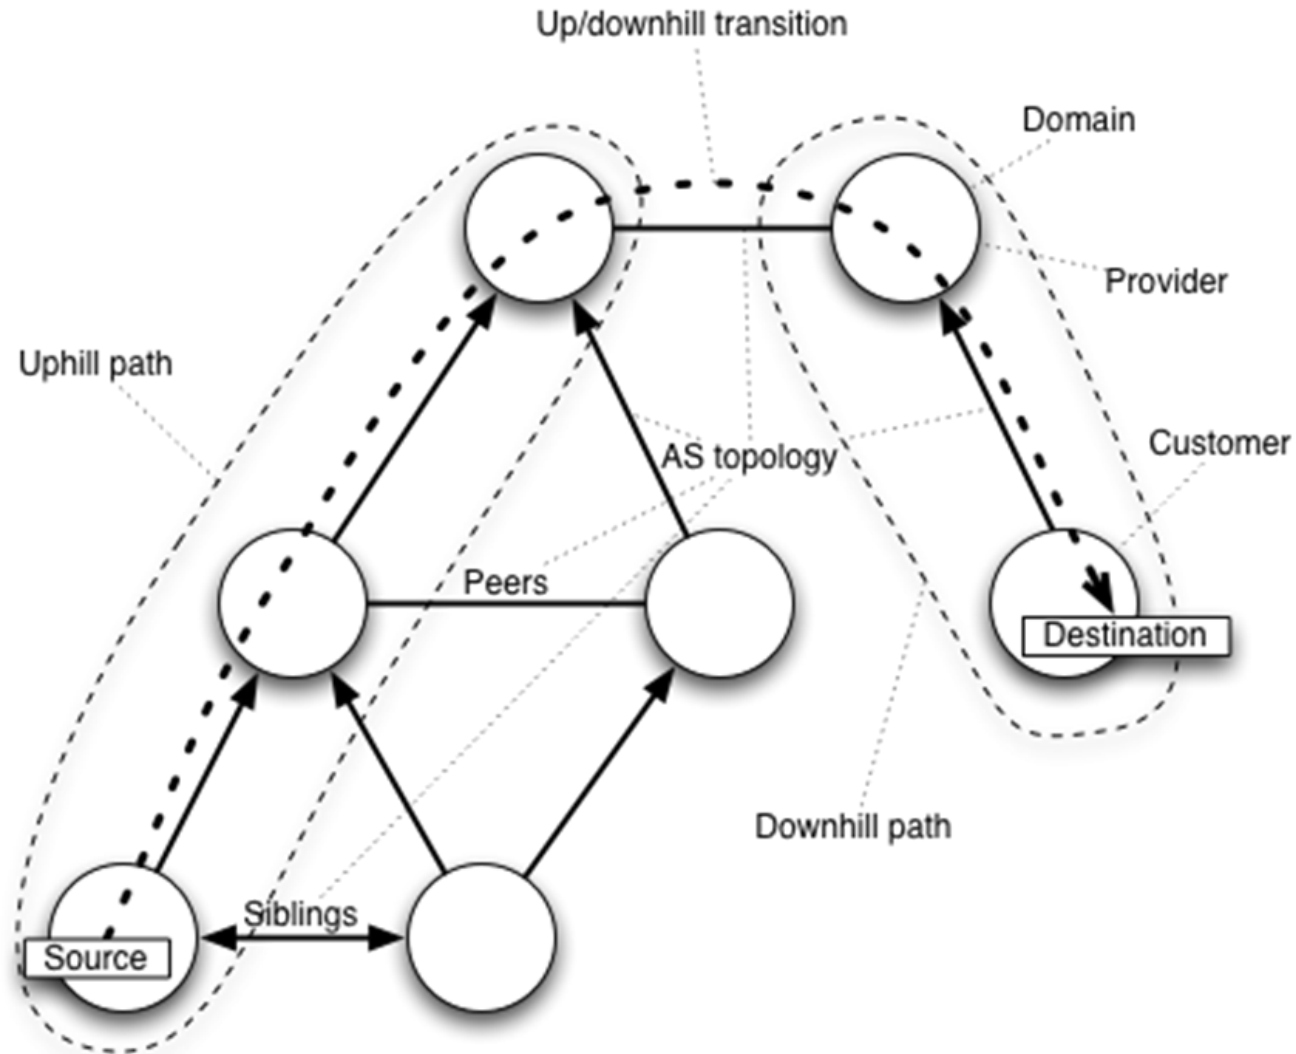 Up/downhill transition
Domain
Provider
Uphill path
Customer
AS topology
Peers
Destination
Downhill path
Siblings
Source